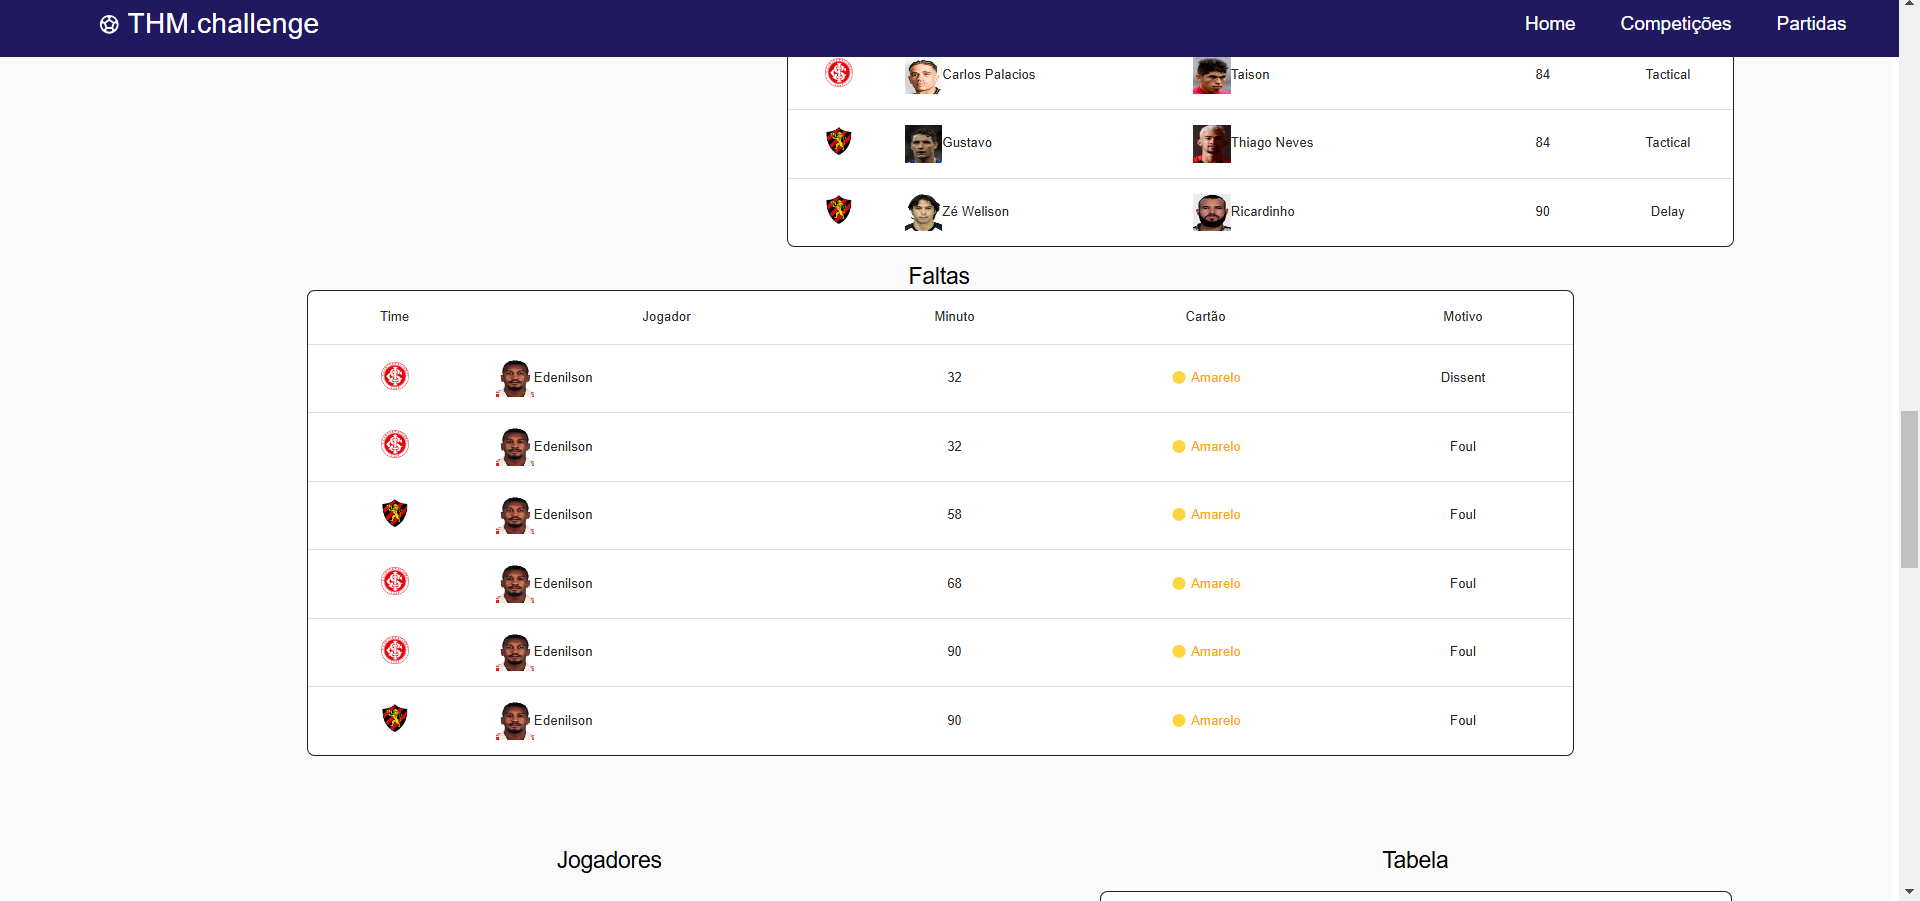 THM.challenge Home Competições Partidas
Carlos Palacios Taison 84 Tactical
Gustavo Thiago Neves 84 Tactical
Zé Welison Ricardinho 90 Delay
Faltas
Time Jogador Minuto Cartão Motivo
Edenilson 32 Amarelo Dissent
Edenilson 32 Amarelo Foul
Edenilson 58 Amarelo Foul
Edenilson 68 Amarelo Foul
Edenilson 90 Amarelo Foul
Edenilson 90 Amarelo Foul
Jogadores Tabela